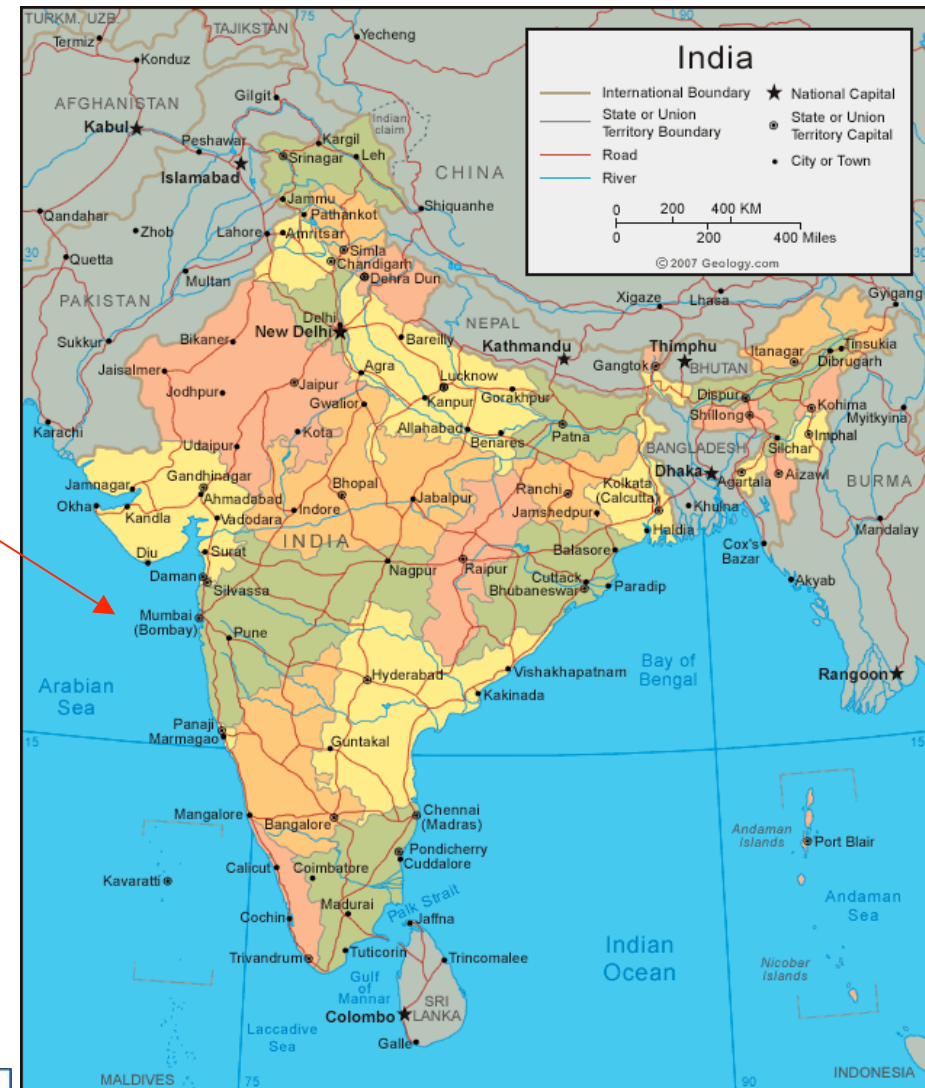 TURKM.
UZB.
TAJIKSTAN
75
90
Yecheng
Termiz
Konduz
Gilgit
AFGHANISTAN
Kabul
Peshawar
Kargil
Indian
claim
Srinagar
Leh
Islamabad
CHINA
Jammu
Pathankot
Shiquanhe
Qandahar
Zhob
Lahore
Amritsar
Simla
Chandigarh
Dehra Dun
30
Quetta
Multan
PAKISTAN
India
International Boundary
State or Union
Territory Boundary
Road
River
National Capital
State or Union
Territory Capital
City or Town
0 200 400 KM
0 200 400 Miles
© 2007 Geology.com
30
Xigaze
Lhasa
Gyigang
Delhi
New Delhi
NEPAL
Kathmandu
Thimphu
BHUTAN
Gangtok
Itanagar
Tinsukia
Dibrugarh
Sukkur
Bikaner
Bareilly
Jaisalmer
Agra
Lucknow
Jodhpur
Jaipur
Gwalior
Kanpur
Gorakhpur
Dispur
Shillong
Kohima
Myitkyina
Karachi
Kota
Allahabad
Benares
Patna
Imphal
Silchar
BANGLADESH
Udaipur
Gandhinagar
Bhopal
Jabalpur
Ranchi
Kolkata
(Calcutta)
Dhaka
Agartala
Aizawl
BURMA
Jamnagar
Ahmadabad
Okha
Kandla
Vadodara
Indore
Jamshedpur
Khulna
Mandalay
INDIA
Haldia
Diu
Surat
Balasore
Cox's
Bazar
Daman
Silvassa
Nagpur
Raipur
Cuttack
Bhubaneswar
Paradip
Akyab
Mumbai
(Bombay)
Pune
Arabian
Sea
Hyderabad
Vishakhapatnam
Kakinada
Bay of
Bengal
Rangoon
Panaji
Marmagao
15
Guntakal
15
Mangalore
Bangalore
Chennai
(Madras)
Andaman
islands
Port Blair
Pondicherry
Cuddalore
Calicut
Coimbatore
Kavaratti
Palk Strait
Andaman
Sea
Madurai
Jaffna
Cochin
Indian
Ocean
Trivandrum
Tuticorin
Trincomalee
Nicobar
islands
Gulf
of
Mannar
SRI
LANKA
Colombo
Laccadive
Sea
Galle
MALDIVES
75
90
INDONESIA